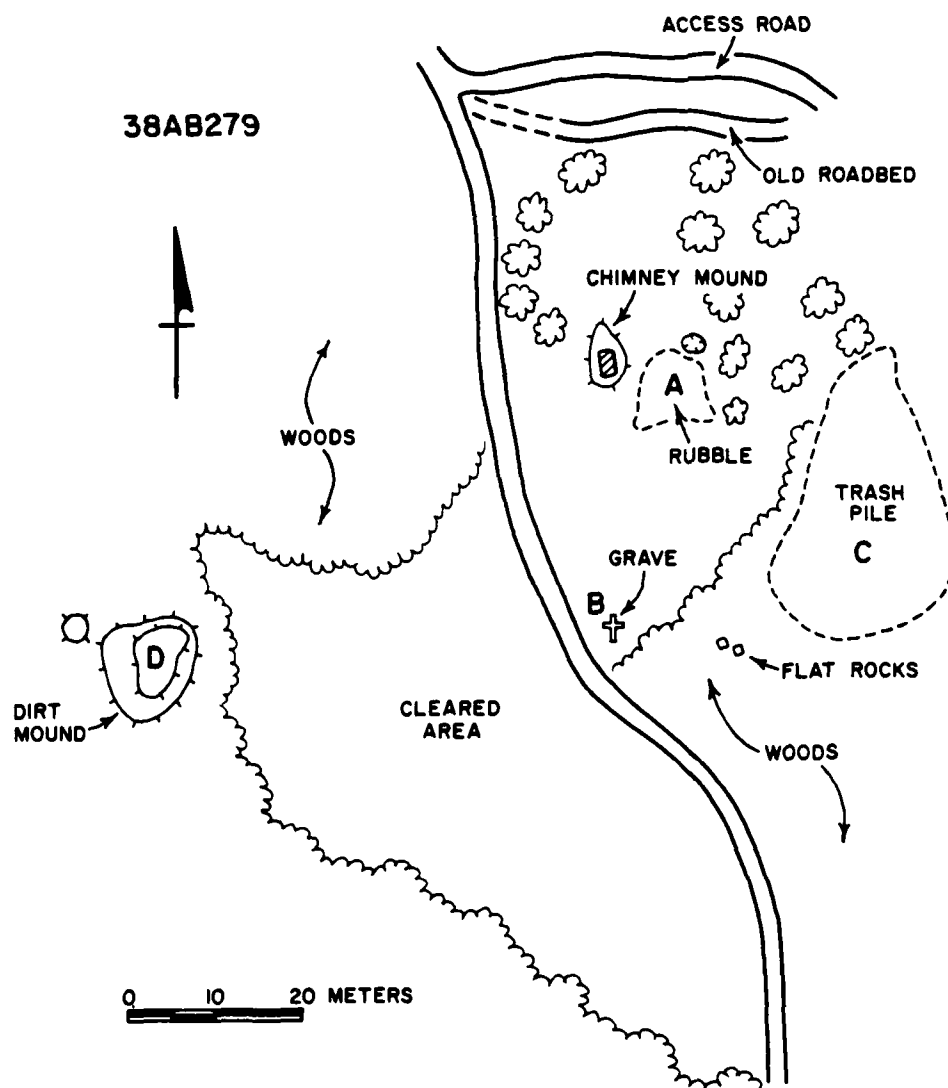 ACCESS ROAD
38AB279
OLD ROADBED
CHIMNEY MOUND
A
WOODS
RUBBLE
TRASH
PILE
C
GRAVE
B
D
FLAT ROCKS
DIRT
MOUND
CLEARED
AREA
WOODS
0 10 20 METERS